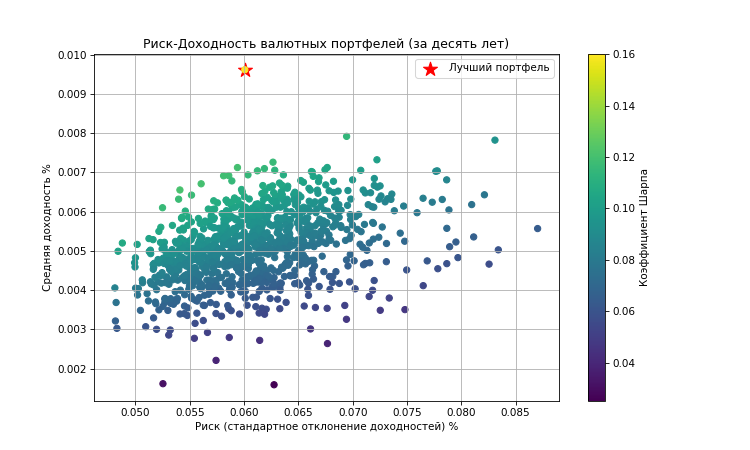 Риск-Доходность валютных портфелей (за десять лет)
Лучший портфель
Средняя доходность %
0.010
0.009
0.008
0.007
0.006
0.005
0.004
0.003
0.002
0.050 0.055 0.060 0.065 0.070 0.075 0.080 0.085
Риск (стандартное отклонение доходностей) %
0.16
0.14
0.12
0.10
0.08
0.06
0.04
Коэффициент Шарпа